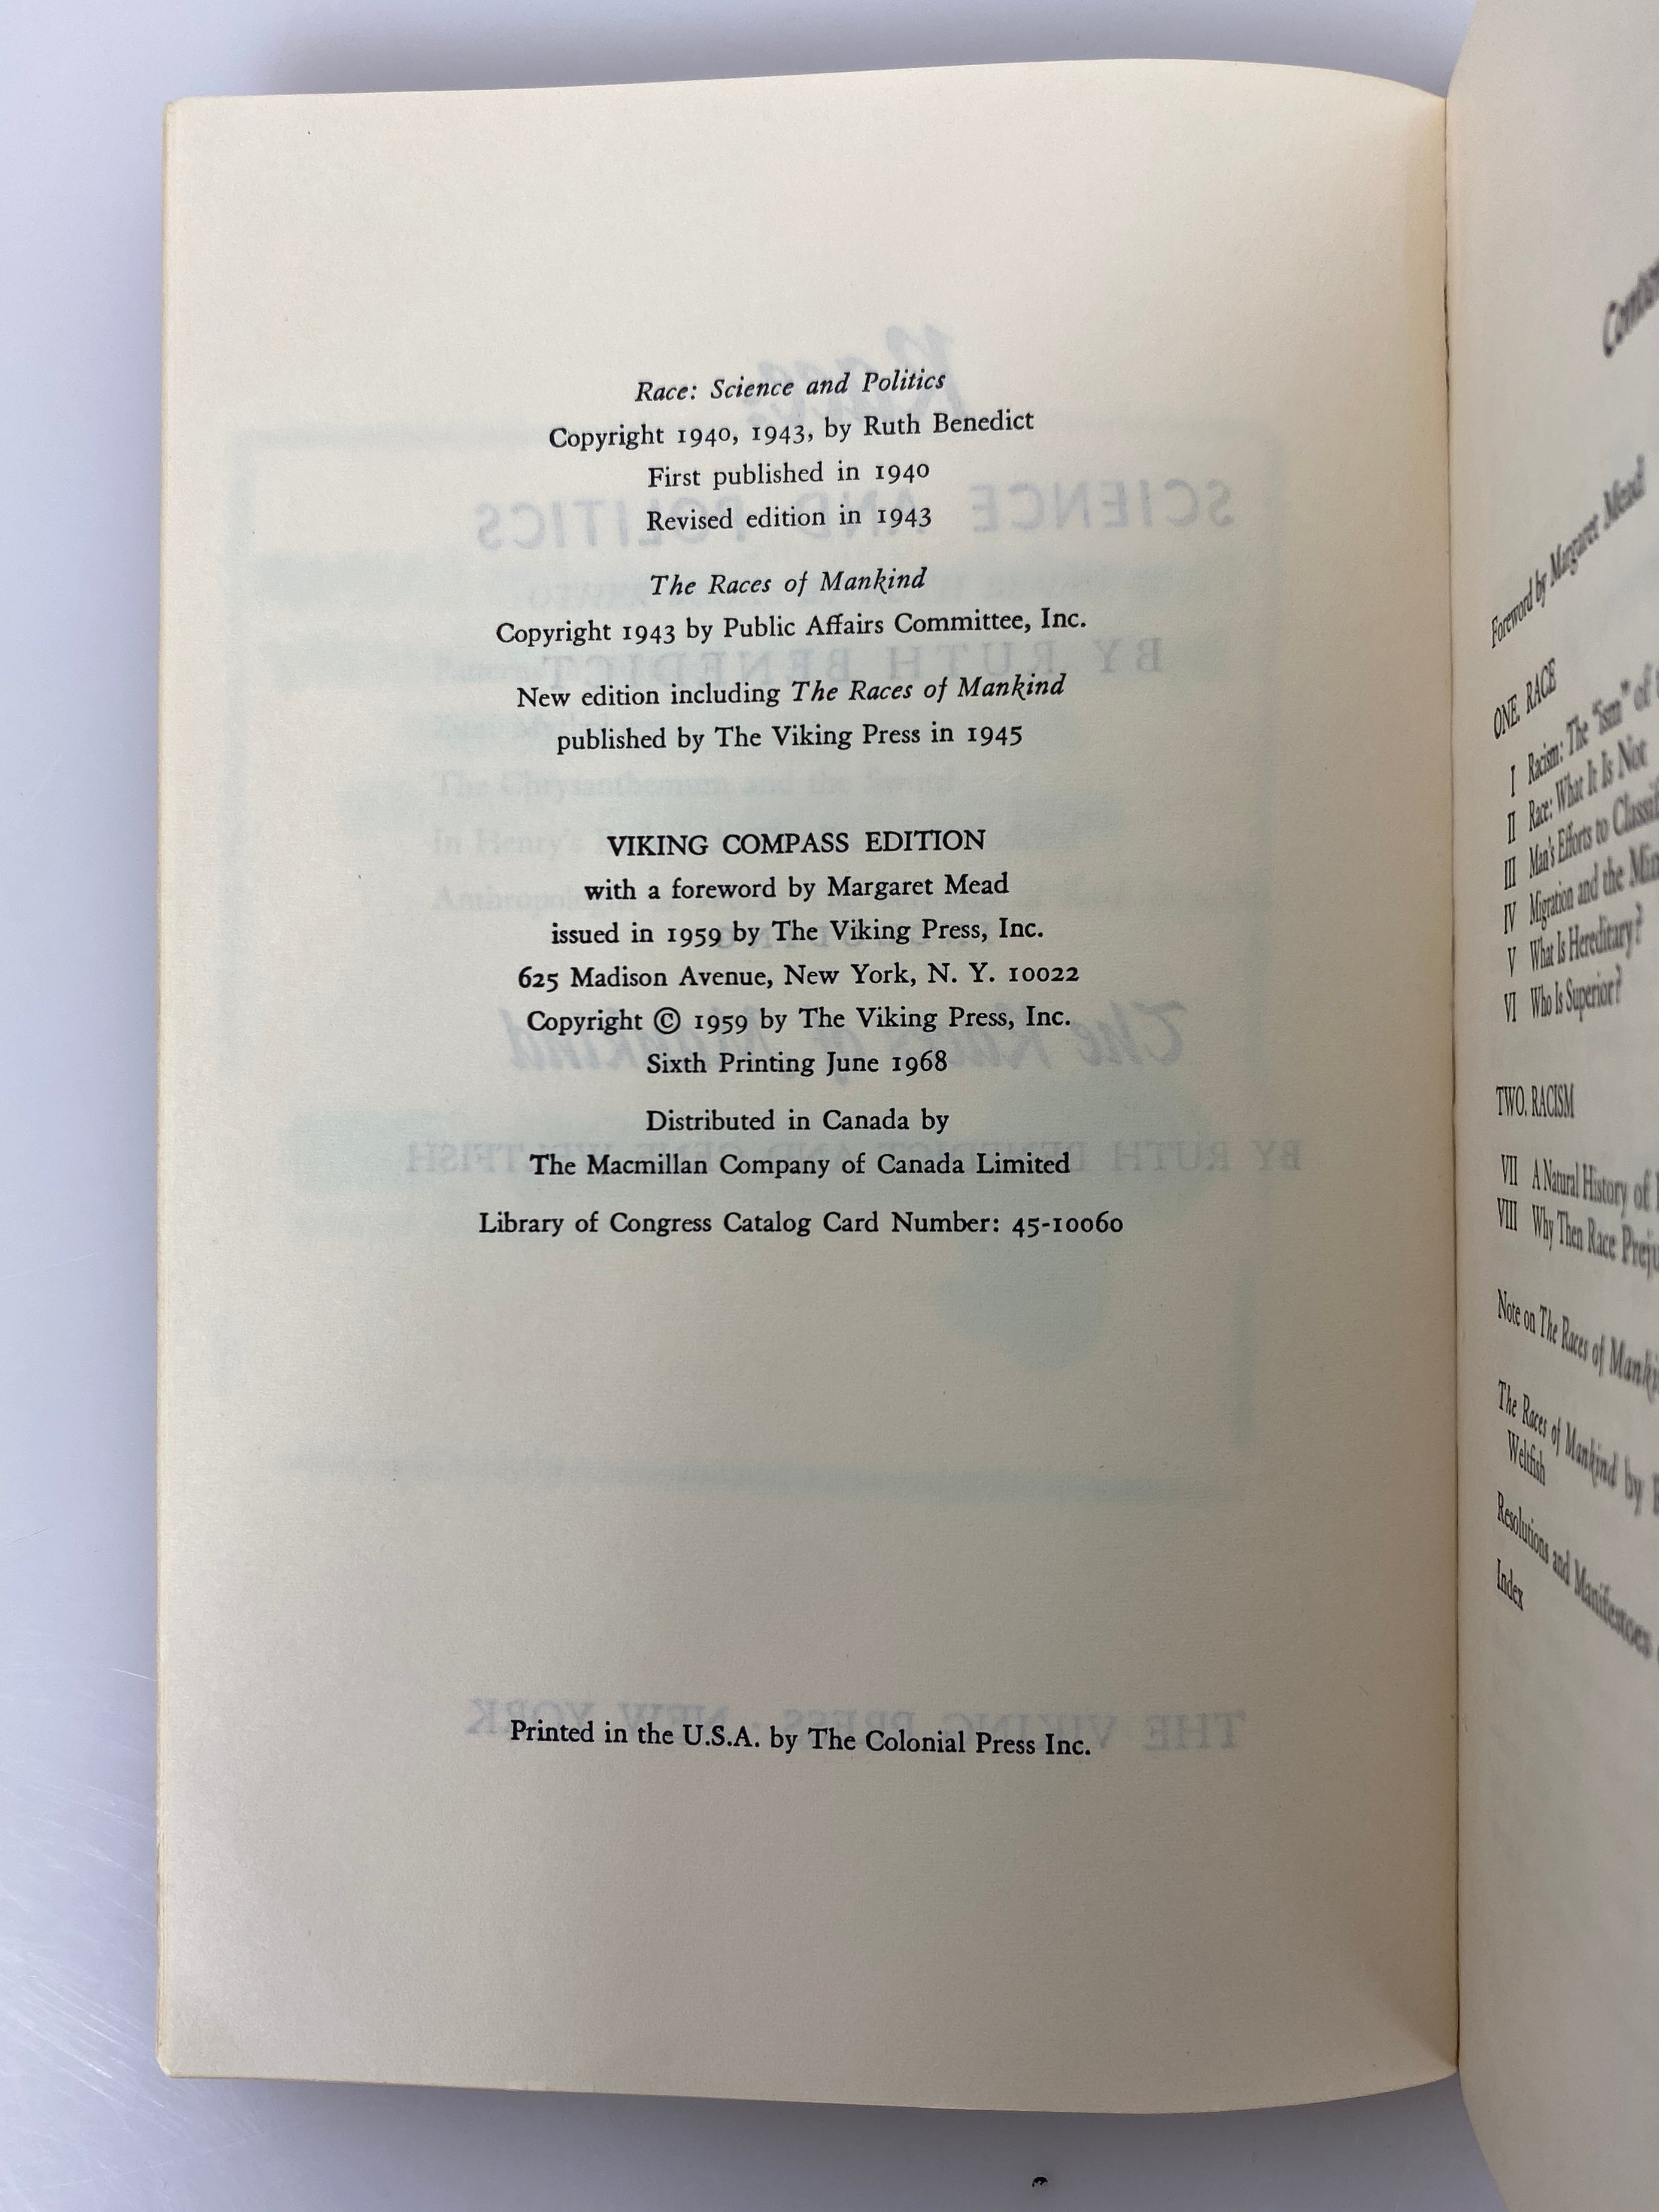 Race: Science and Politics
Copyright 1940, 1943, by Ruth Benedict
First published in 1940
Revised edition in 1943
The Races of Mankind
Copyright 1943 by Public Affairs Committee, Inc.
New edition including The Races of Mankind
published by The Viking Press in 1945
VIKING COMPASS EDITION
with a foreword by Margaret Mead
issued in 1959 by The Viking Press, Inc.
625 Madison Avenue, New York, N. Y. 10022
Copyright © 1959 by The Viking Press, Inc.
Sixth Printing June 1968
Distributed in Canada by
The Macmillan Company of Canada Limited
Library of Congress Catalog Card Number: 45-10060
Printed in the U.S.A. by The Colonial Press Inc.
Foreword by Margaret Mead
ONE. RACE
I Racism: The "ism" of
II Race: What It Is Not
III Man's Efforts to
IV Migration and the
V What Is Hereditary?
VI Who Is Superior?
TWO. RACISM
VII A Natural History of
VIII Why Then Race
Note on The Races of
The Races of Mankind by
Weltfish
Resolutions and Manifestoes
Index